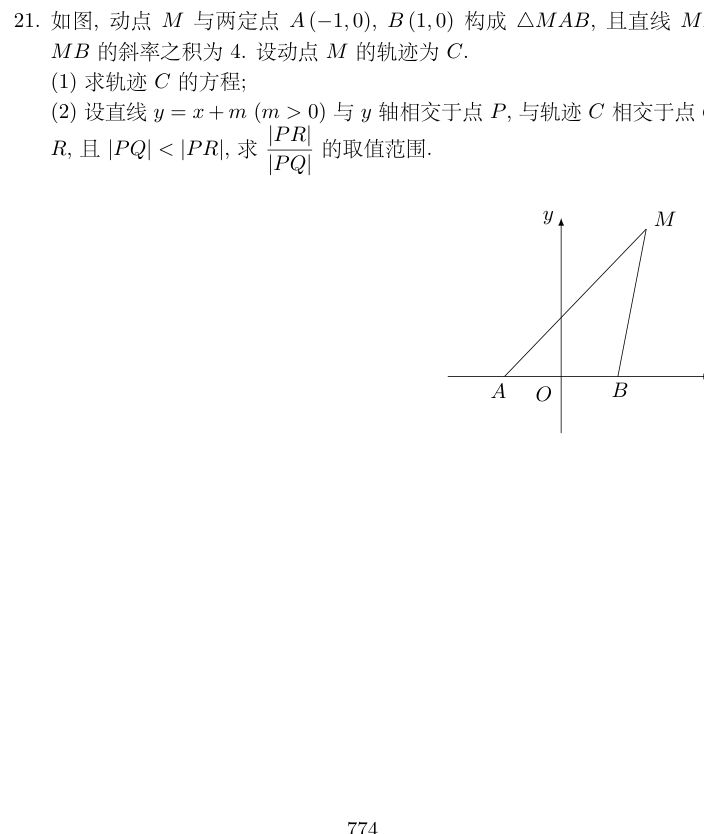 21. 如图, 动点 M 与两定点 A (−1, 0), B (1, 0) 构成 △MAB, 且直线 M
MB 的斜率之积为 4. 设动点 M 的轨迹为 C.
(1) 求轨迹 C 的方程;
(2) 设直线 y = x + m (m > 0) 与 y 轴相交于点 P, 与轨迹 C 相交于点
R, 且 |PQ| < |PR|, 求 |PR|/|PQ| 的取值范围.
y
M
A
O
B
774